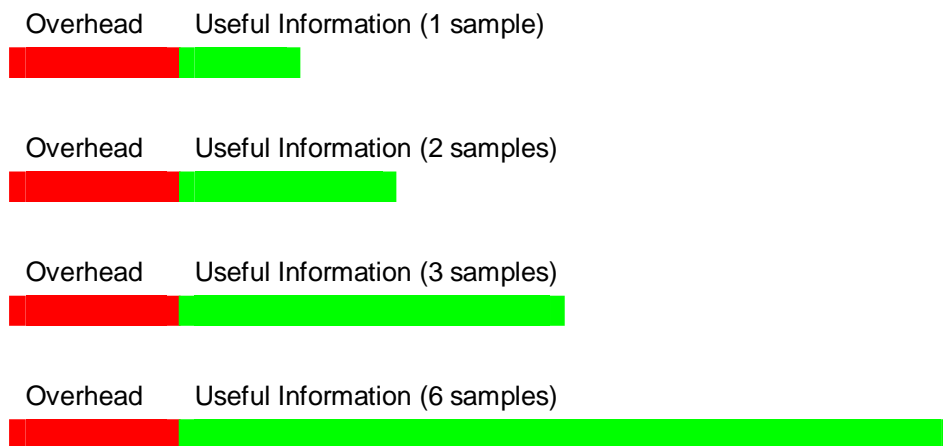 Overhead Useful Information (1 sample)
Overhead Useful Information (2 samples)
Overhead Useful Information (3 samples)
Overhead Useful Information (6 samples)